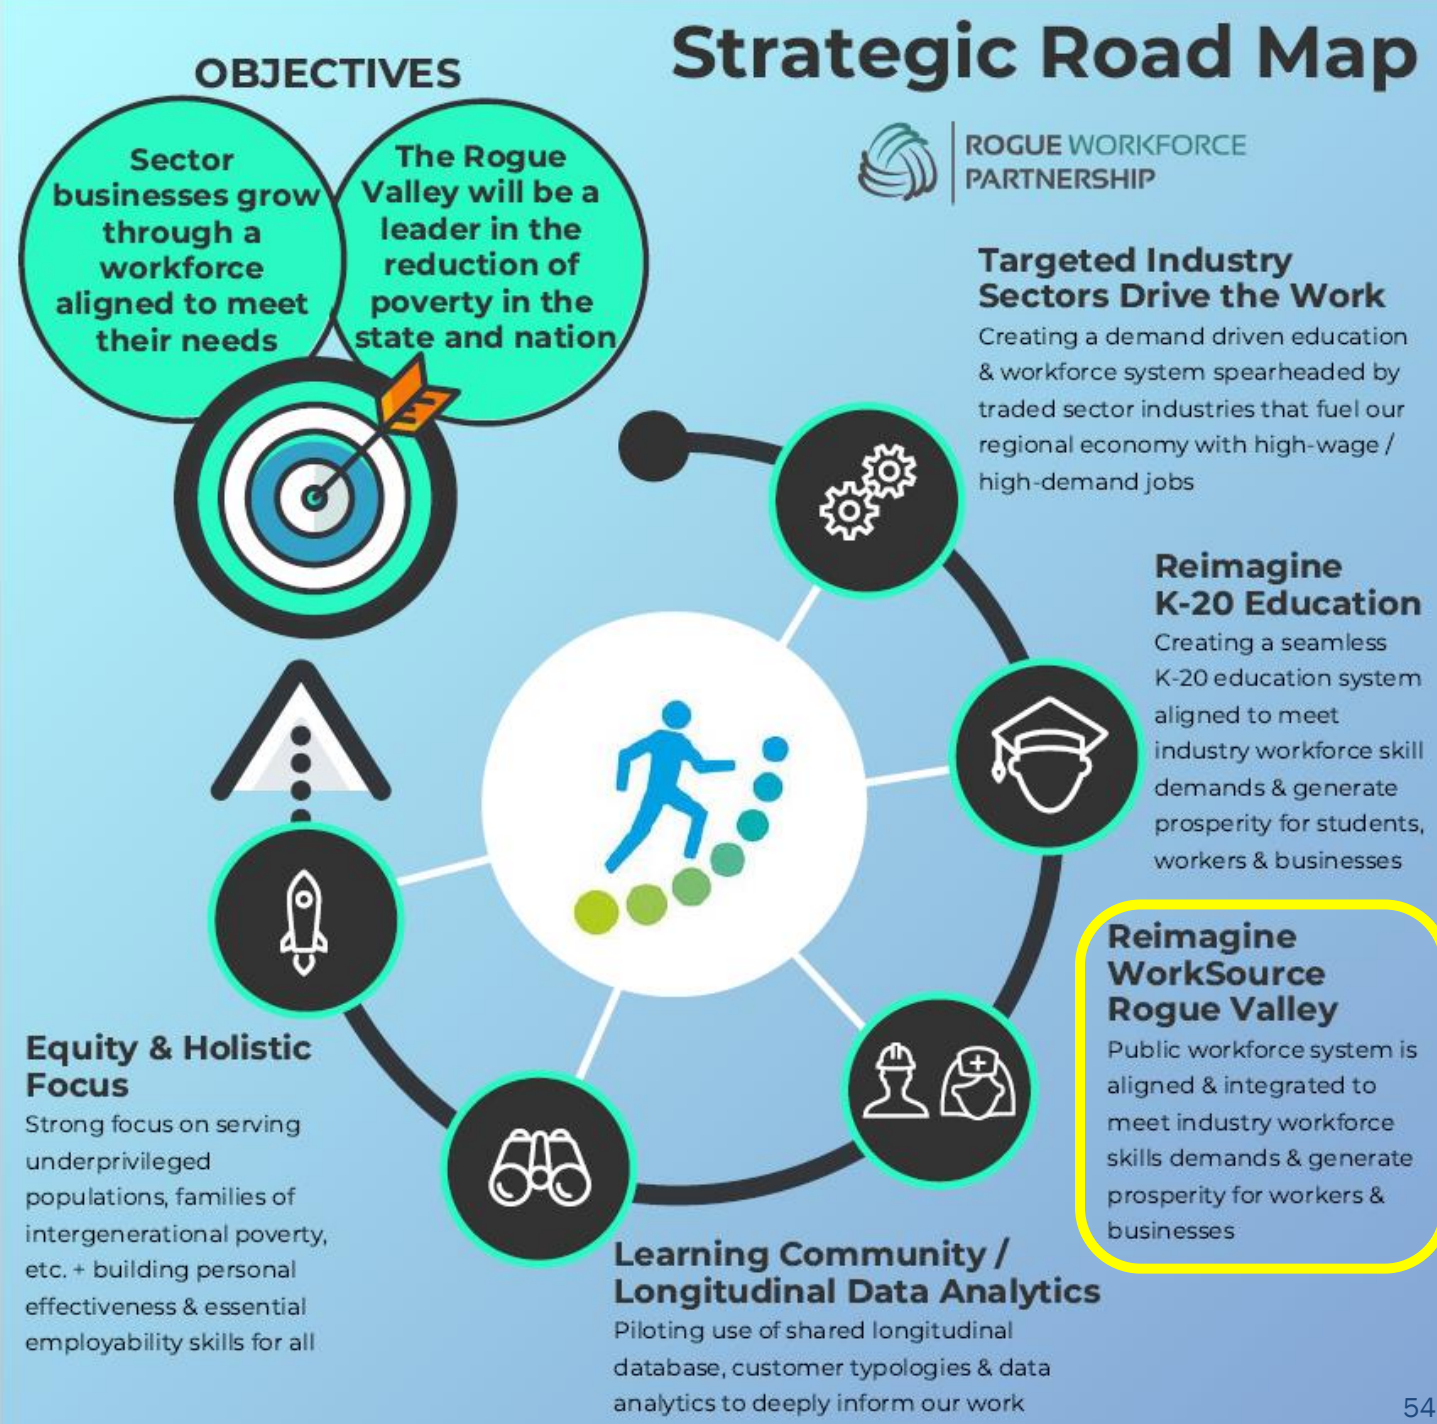 Strategic Road Map
ROGUE WORKFORCE
PARTNERSHIP
OBJECTIVES
Sector
businesses grow
through a
workforce
aligned to meet
their needs
The Rogue
Valley will be a
leader in the
reduction of
poverty in the
state and nation
Targeted Industry
Sectors Drive the Work
Creating a demand driven education
& workforce system spearheaded by
traded sector industries that fuel our
regional economy with high-wage /
high-demand jobs
Reimagine
K-20 Education
Creating a seamless
K-20 education system
aligned to meet
industry workforce skill
demands & generate
prosperity for students,
workers & businesses
Reimagine
WorkSource
Rogue Valley
Public workforce system is
aligned & integrated to
meet industry workforce
skills demands & generate
prosperity for workers &
businesses
Learning Community /
Longitudinal Data Analytics
Piloting use of shared longitudinal
database, customer typologies & data
analytics to deeply inform our work
Equity & Holistic
Focus
Strong focus on serving
underprivileged
populations, families of
intergenerational poverty,
etc. + building personal
effectiveness & essential
employability skills for all
54